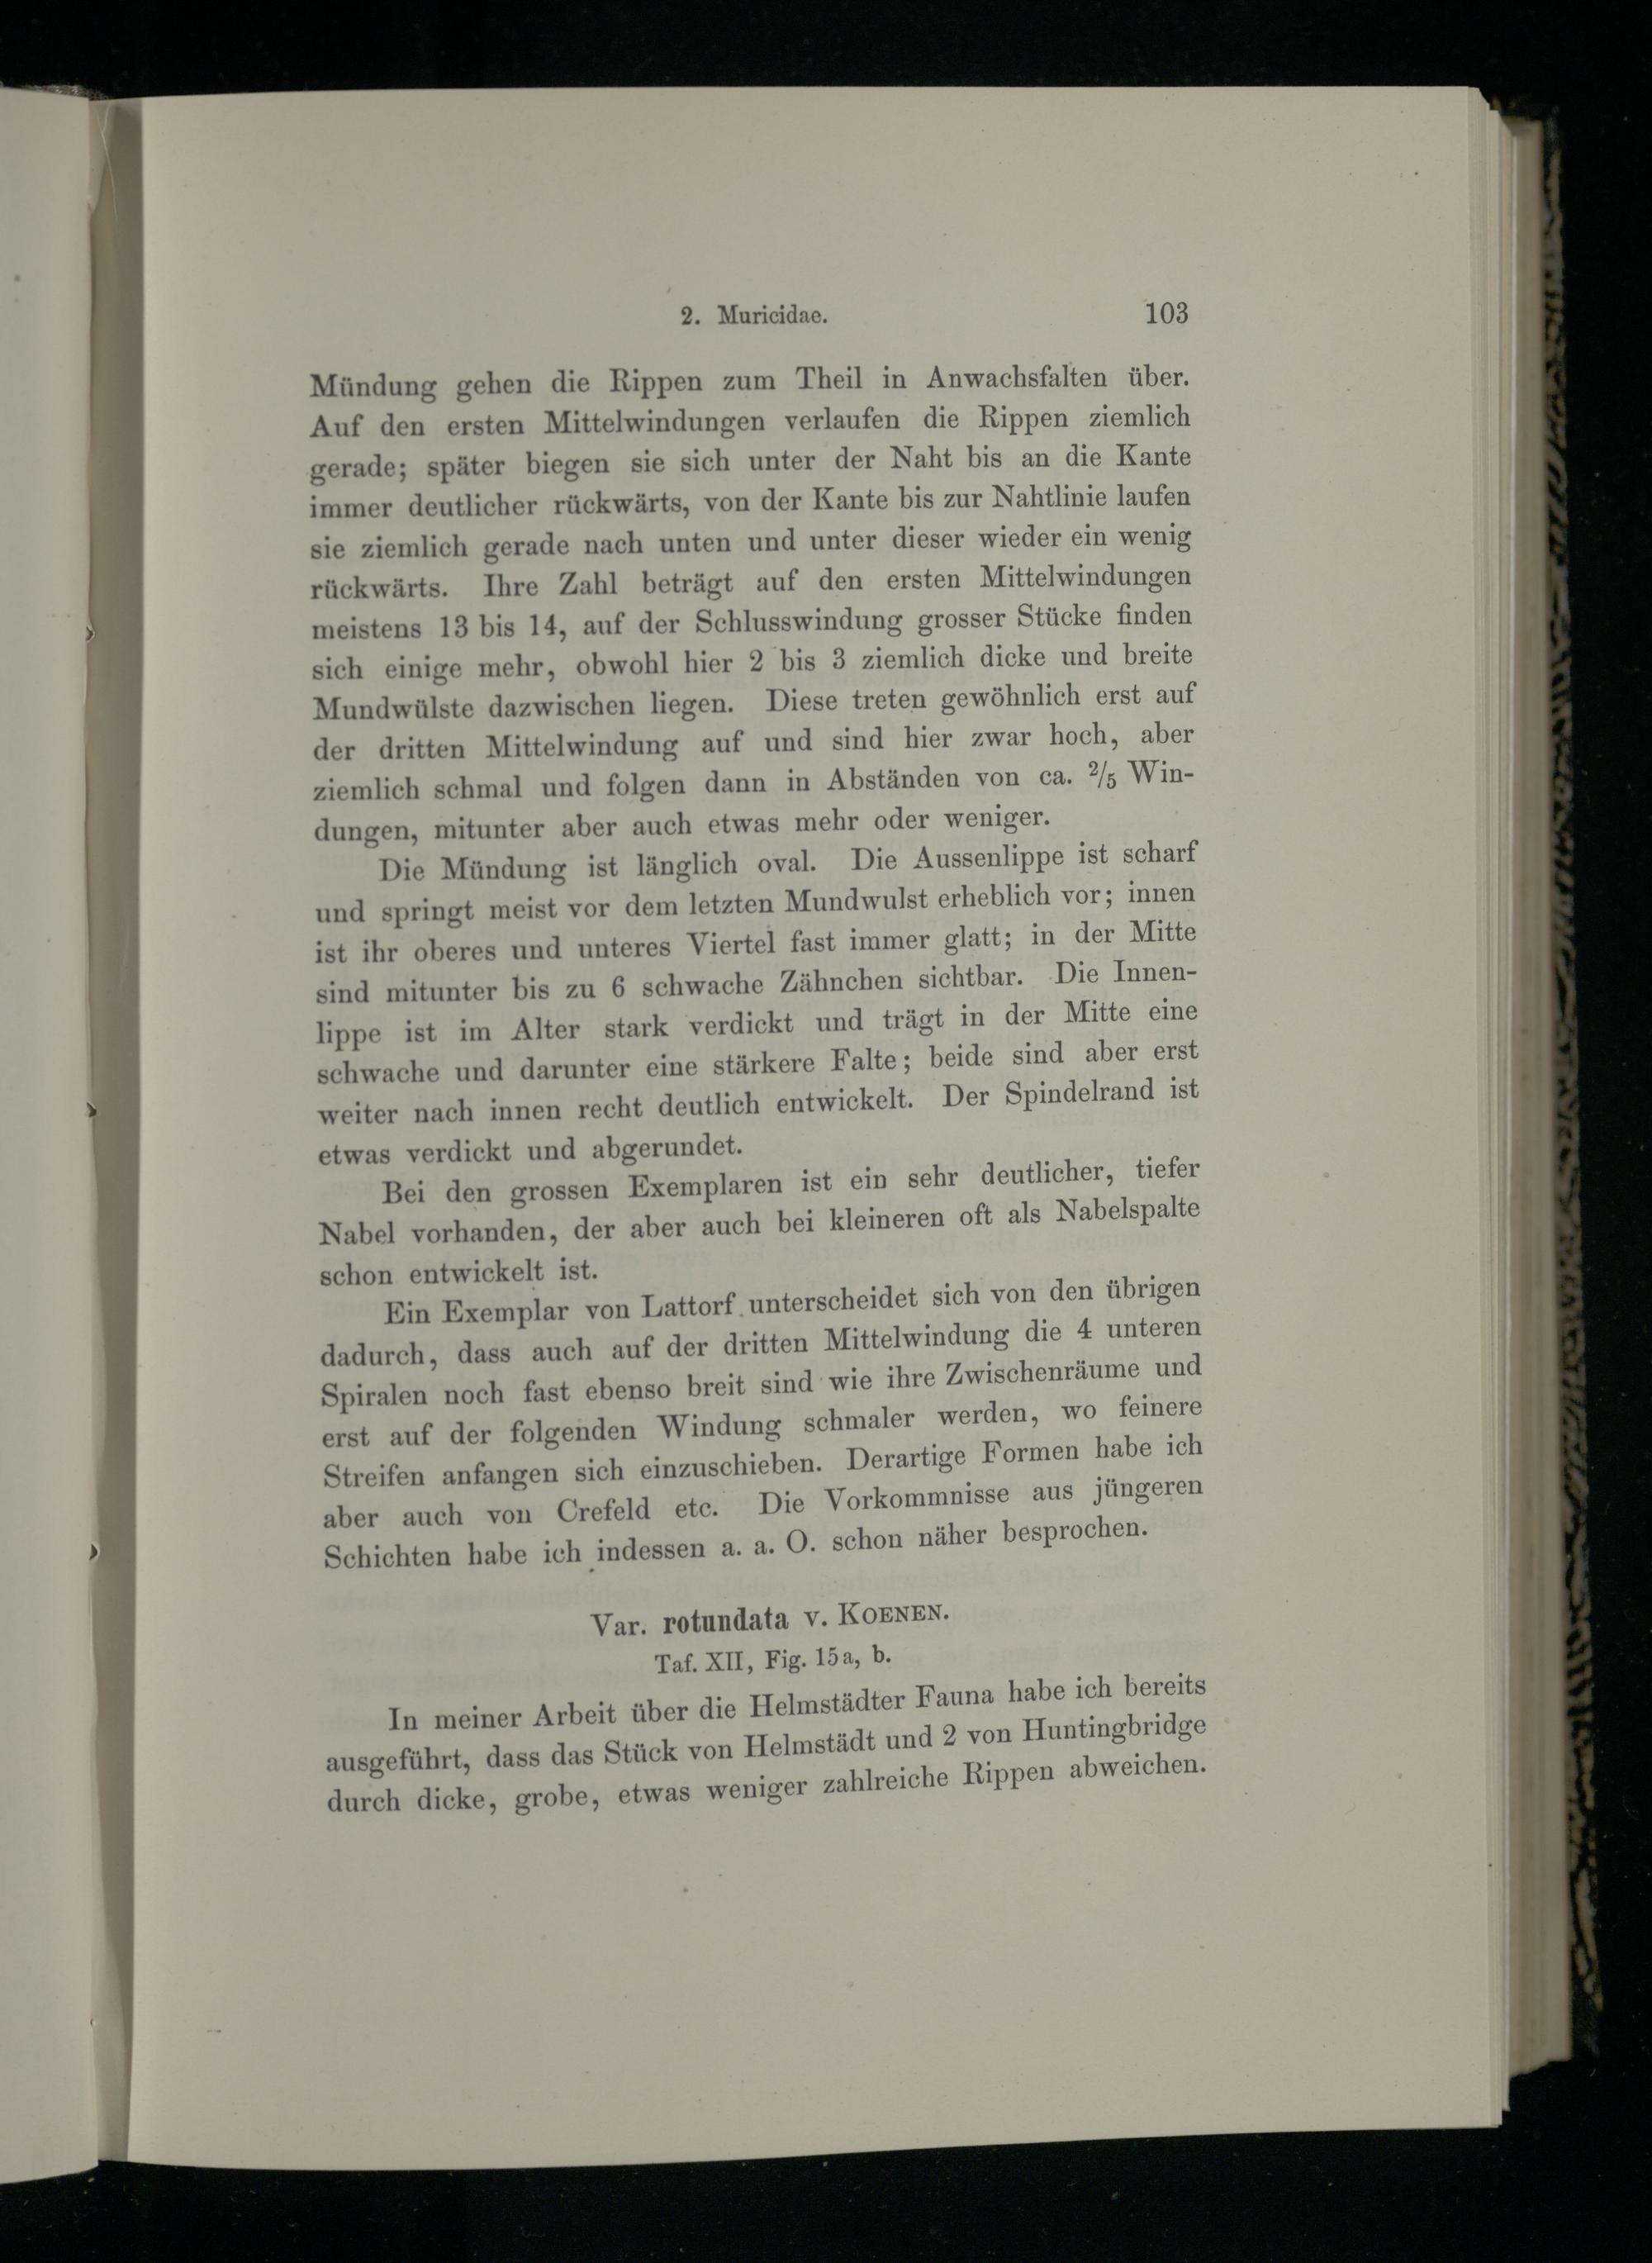 2. Muricidae. 103
Mündung gehen die Rippen zum Theil in Anwachsfalten über.
Auf den ersten Mittelwindungen verlaufen die Rippen ziemlich
gerade; später biegen sie sich unter der Naht bis an die Kante
immer deutlicher rückwärts, von der Kante bis zur Nahtlinie laufen
sie ziemlich gerade nach unten und unter dieser wieder ein wenig
rückwärts. Ihre Zahl beträgt auf den ersten Mittelwindungen
meistens 13 bis 14, auf der Schlusswindung grosser Stücke finden
sich einige mehr, obwohl hier 2 bis 3 ziemlich dicke und breite
Mundwülste dazwischen liegen. Diese treten gewöhnlich erst auf
der dritten Mittelwindung auf und sind hier zwar hoch, aber
ziemlich schmal und folgen dann in Abständen von ca. 2/5 Win-
dungen, mitunter aber auch etwas mehr oder weniger.
Die Mündung ist länglich oval. Die Aussenlippe ist scharf
und springt meist vor dem letzten Mundwulst erheblich vor; innen
ist ihr oberes und unteres Viertel fast immer glatt; in der Mitte
sind mitunter bis zu 6 schwache Zähnchen sichtbar. Die Innen-
lippe ist im Alter stark verdickt und trägt in der Mitte eine
schwache und darunter eine stärkere Falte; beide sind aber erst
weiter nach innen recht deutlich entwickelt. Der Spindelrand ist
etwas verdickt und abgerundet.
Bei den grossen Exemplaren ist ein sehr deutlicher, tiefer
Nabel vorhanden, der aber auch bei kleineren oft als Nabelspalte
schon entwickelt ist.
Ein Exemplar von Lattorf unterscheidet sich von den übrigen
dadurch, dass auch auf der dritten Mittelwindung die 4 unteren
Spiralen noch fast ebenso breit sind wie ihre Zwischenräume und
erst auf der folgenden Windung schmaler werden, wo feinere
Streifen anfangen sich einzuschieben. Derartige Formen habe ich
aber auch von Crefeld etc. Die Vorkommnisse aus jüngeren
Schichten habe ich indessen a. a. O. schon näher besprochen.
Var. rotundata v. KOENEN.
Taf. XII, Fig. 15a, b.
In meiner Arbeit über die Helmstädter Fauna habe ich bereits
ausgeführt, dass das Stück von Helmstädt und 2 von Huntingbridge
durch dicke, grobe, etwas weniger zahlreiche Rippen abweichen.